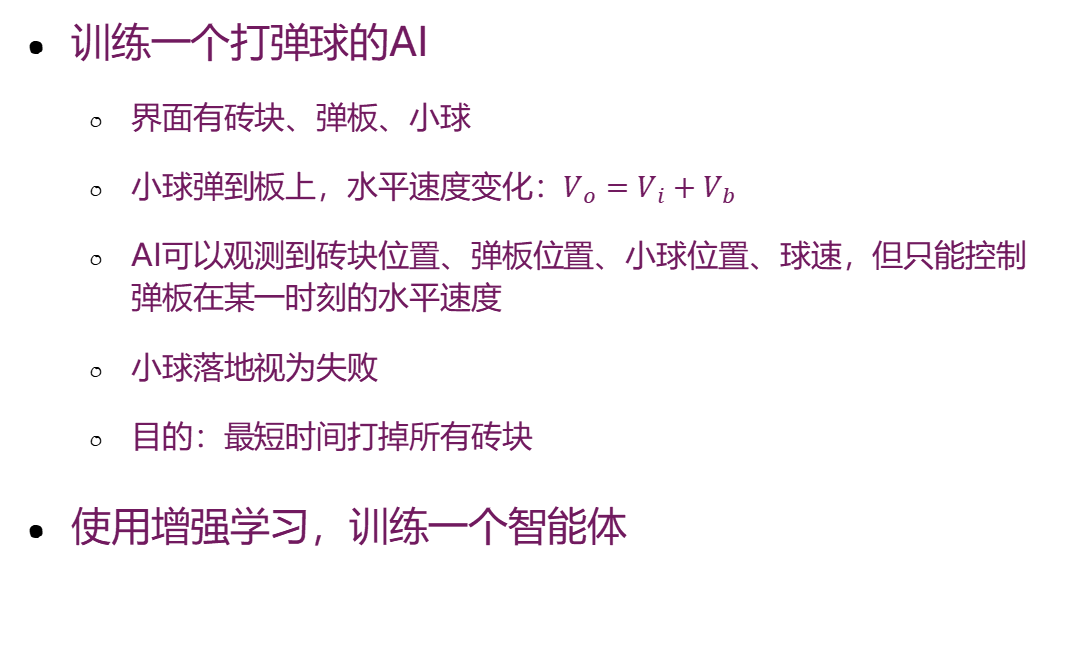 • 训练一个打弹球的AI
○ 界面有砖块、弹板、小球
○ 小球弹到板上，水平速度变化：V_o = V_i + V_b
○ AI可以观测到砖块位置、弹板位置、小球位置、球速，但只能控制
弹板在某一时刻的水平速度
○ 小球落地视为失败
○ 目的：最短时间打掉所有砖块
• 使用增强学习，训练一个智能体